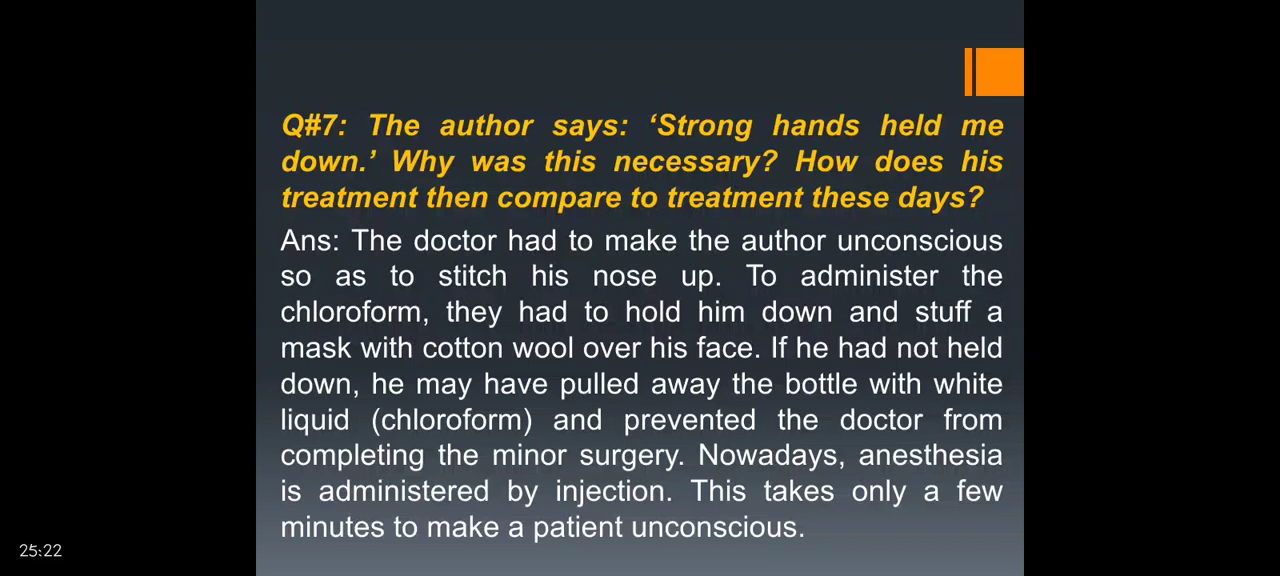 Q#7: The author says: ‘Strong hands held me
down.’ Why was this necessary? How does his
treatment then compare to treatment these days?
Ans: The doctor had to make the author unconscious
so as to stitch his nose up. To administer the
chloroform, they had to hold him down and stuff a
mask with cotton wool over his face. If he had not held
down, he may have pulled away the bottle with white
liquid (chloroform) and prevented the doctor from
completing the minor surgery. Nowadays, anesthesia
is administered by injection. This takes only a few
minutes to make a patient unconscious.
25:22